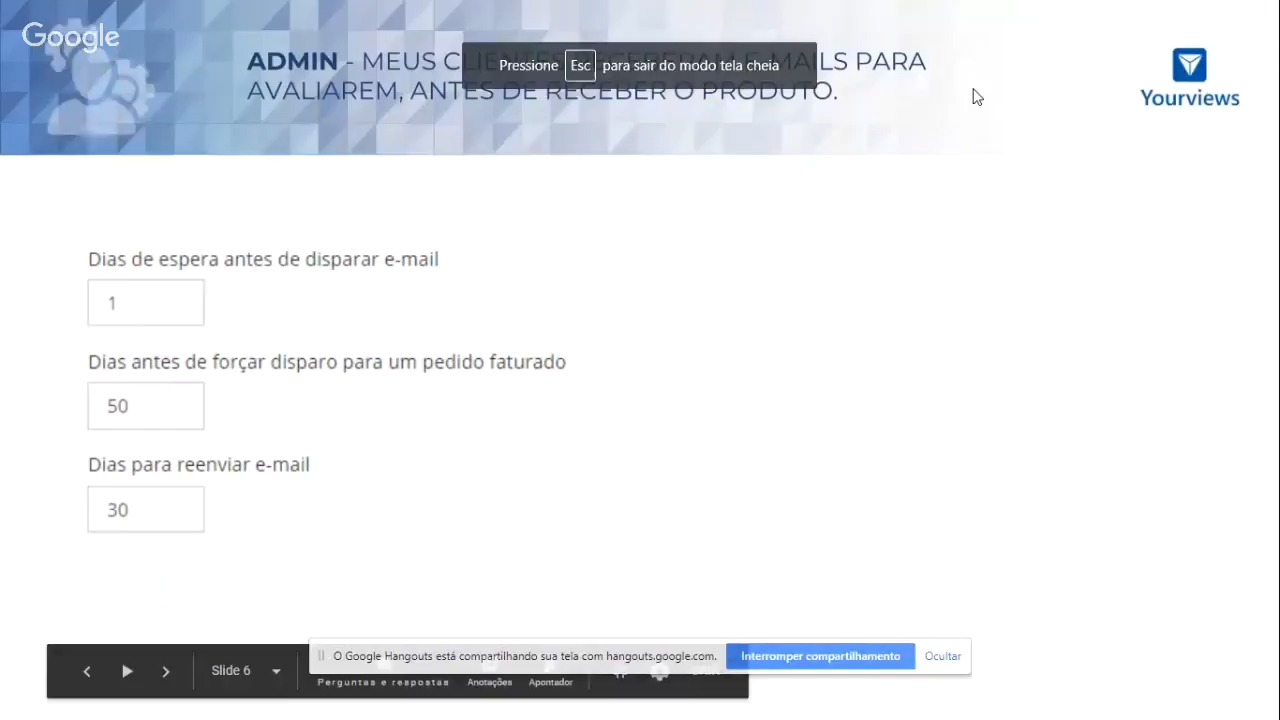 Google
ADMIN - MEUS CLIENTES RECEBERAM E-MAILS PARA
AVALIAREM, ANTES DE RECEBER O PRODUTO.
Pressione Esc para sair do modo tela cheia
Yourviews
Dias de espera antes de disparar e-mail
1
Dias antes de forçar disparo para um pedido faturado
50
Dias para reenviar e-mail
30
Slide 6
O Google Hangouts está compartilhando sua tela com hangouts.google.com.
Interromper compartilhamento
Ocultar
Perguntas e respostas
Anotações
Apontador